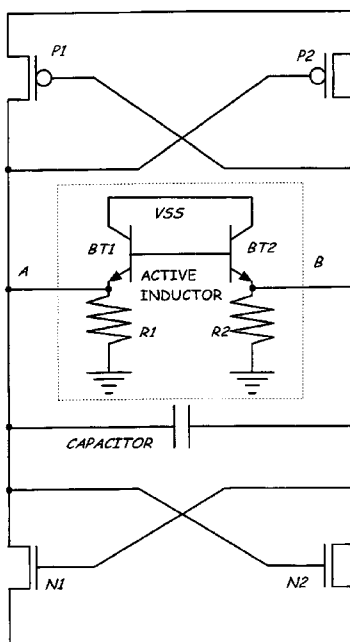 P1
P2
VSS
BT1
BT2
A
B
ACTIVE
INDUCTOR
R1
R2
CAPACITOR
N1
N2